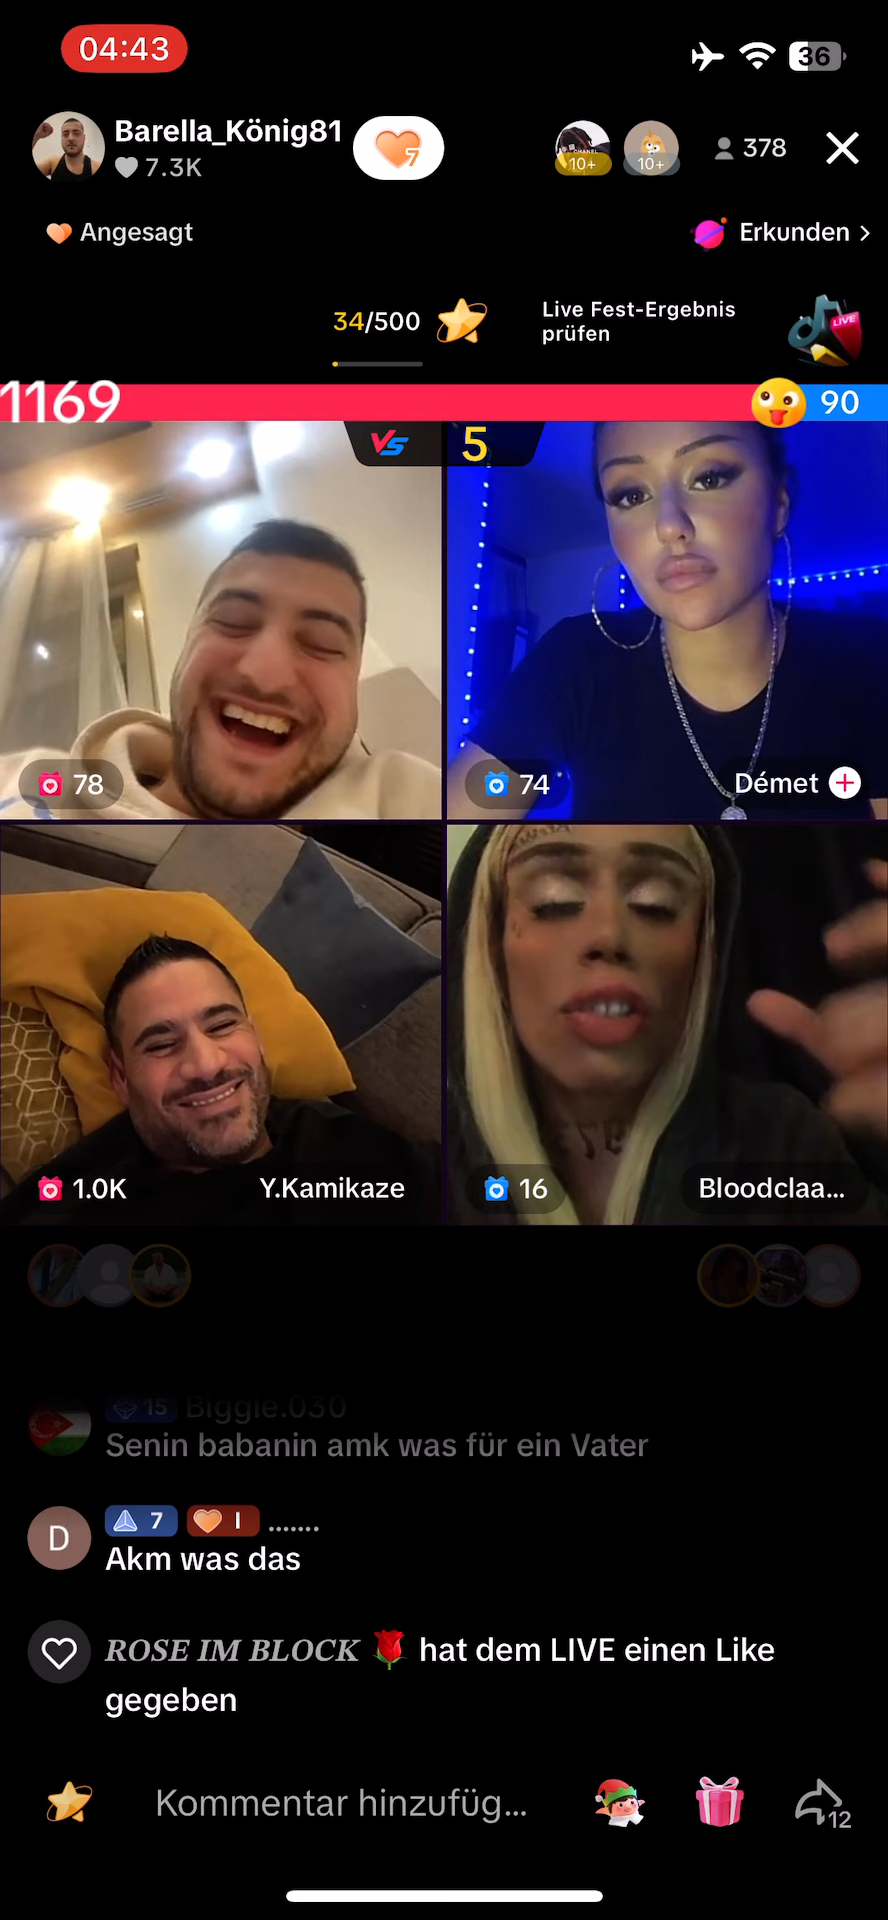 04:43
36
Barella_König81
7
7.3K
10+
10+
378
Angesagt
Erkunden >
34/500
Live Fest-Ergebnis
prüfen
LIVE
1169
90
VS
5
78
74
Démet
1.0K
Y.Kamikaze
16
Bloodclaa...
15 Biggie.030
Senin babanin amk was für ein Vater
D
7
I
.......
Akm was das
ROSE IM BLOCK 🌹 hat dem LIVE einen Like
gegeben
Kommentar hinzufüg...
12